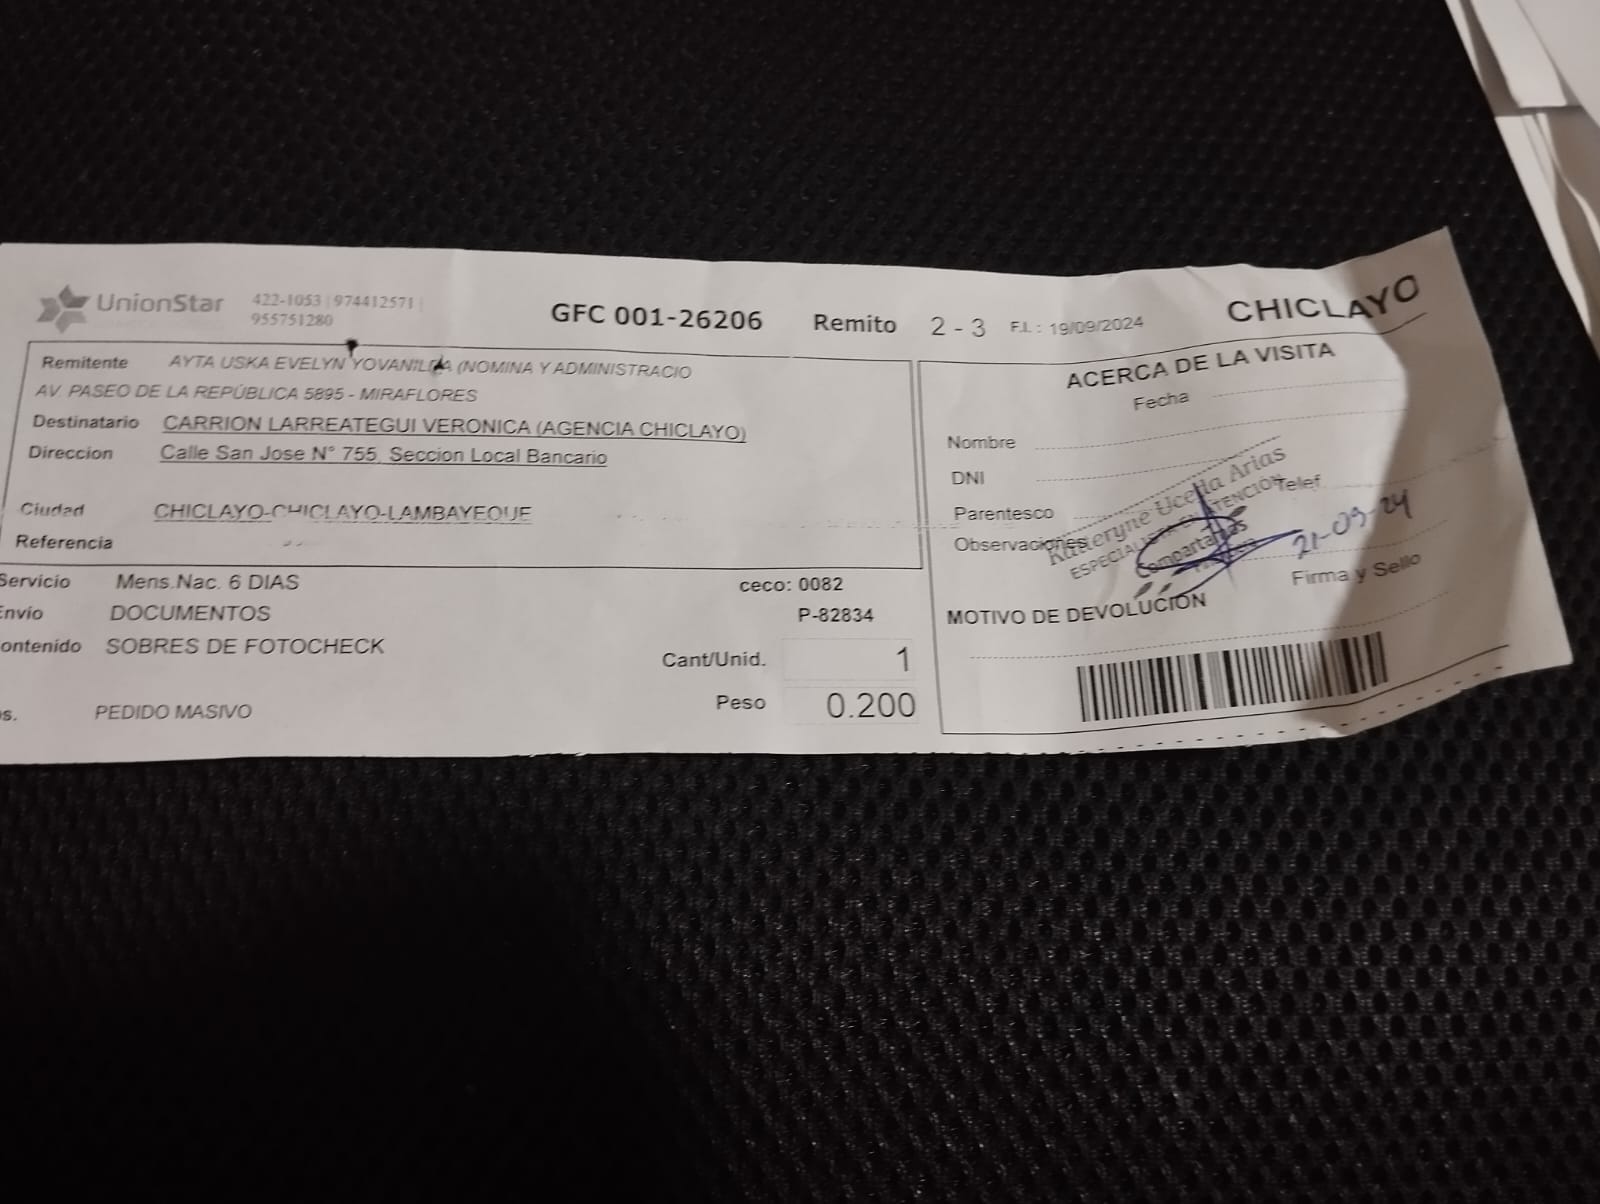 UnionStar
422-1053 | 974412571 |
955751280
GFC 001-26206 Remito 2 - 3 F.I. : 19/09/2024
CHICLAYO
Remitente AYTA USKA EVELYN YOVANILDA (NOMINA Y ADMINISTRACIO
AV. PASEO DE LA REPÚBLICA 5895 - MIRAFLORES
Destinatario CARRION LARREATEGUI VERONICA (AGENCIA CHICLAYO)
Direccion Calle San Jose N° 755, Seccion Local Bancario
Ciudad CHICLAYO-CHICLAYO-LAMBAYEQUE
Referencia
Servicio Mens.Nac. 6 DIAS
ceco: 0082
Envio DOCUMENTOS
P-82834
ontenido SOBRES DE FOTOCHECK
Cant/Unid. 1
Peso 0.200
s. PEDIDO MASIVO
ACERCA DE LA VISITA
Fecha
Nombre
DNI
Telef
Parentesco
Observaciones
Katteryne Ucella Arias
ESPECIALISTA EN ATENCION
Compartamos
21-09-24
Firma y Sello
MOTIVO DE DEVOLUCIÓN